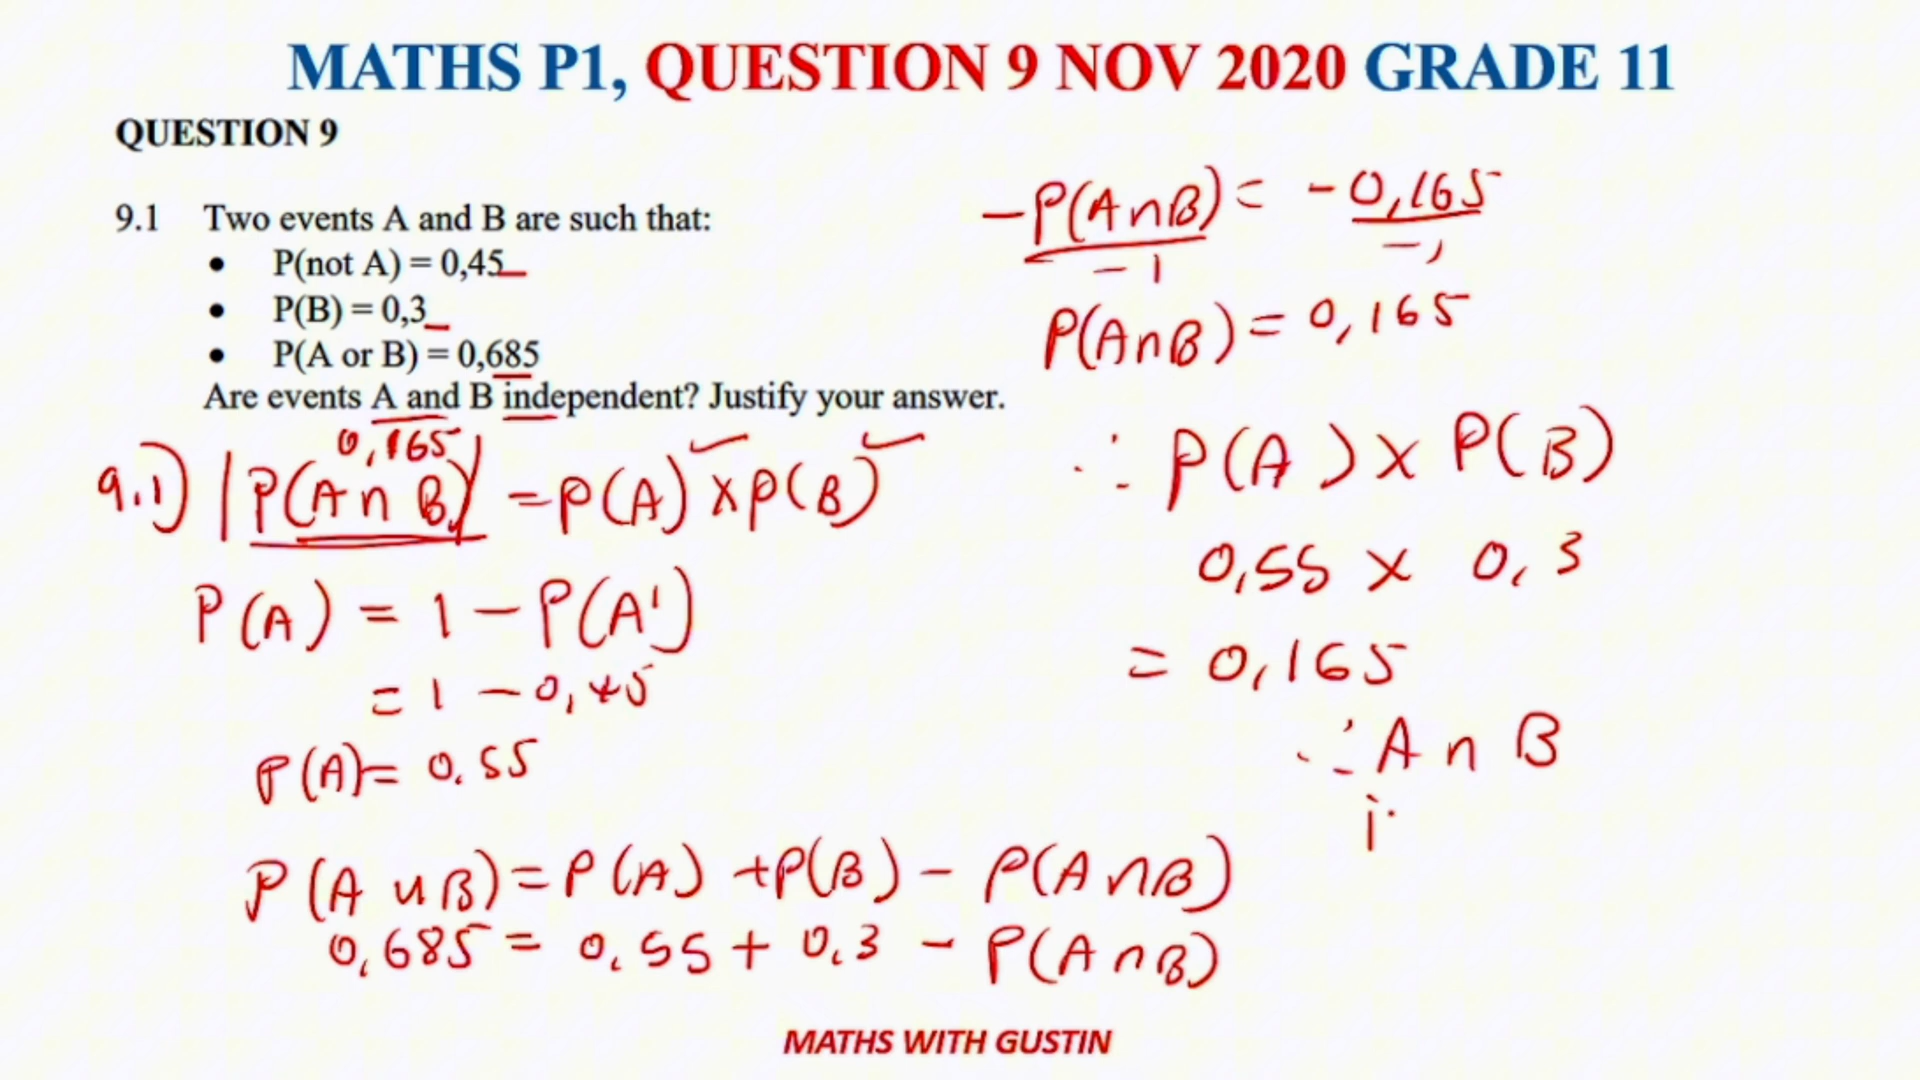 MATHS P1, QUESTION 9 NOV 2020 GRADE 11
QUESTION 9
9.1 Two events A and B are such that:
• P(not A) = 0,45
• P(B) = 0,3
• P(A or B) = 0,685
Are events A and B independent? Justify your answer.
0,165
9.1) |P(A∩B)| = P(A) × P(B)
P(A) = 1 - P(A')
= 1 - 0,45
P(A) = 0.55
P(A∪B) = P(A) + P(B) - P(A∩B)
0,685 = 0,55 + 0,3 - P(A∩B)
-P(A∩B) = -0,165
-1 -1
P(A∩B) = 0,165
∴ P(A) × P(B)
0,55 × 0,3
= 0,165
∴ A∩B
i
MATHS WITH GUSTIN